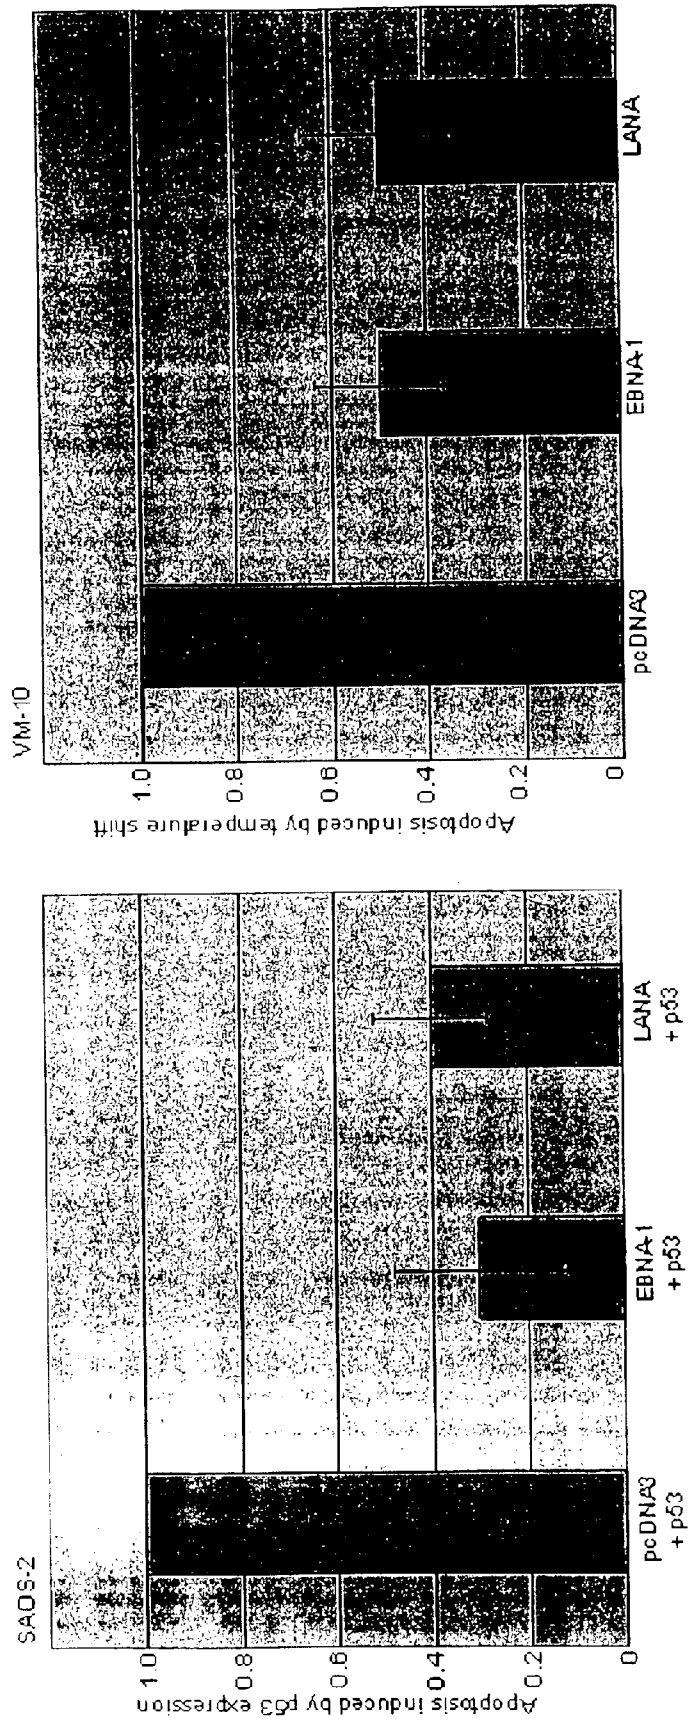 SAOS-2
Apoptosis induced by p53 expression
1.0
0.8
0.6
0.4
0.2
0
pcDNA3
+ p53
EBNA-1
+ p53
LANA
+ p53
VM-10
Apoptosis induced by temperature shift
1.0
0.8
0.6
0.4
0.2
0
pcDNA3
EBNA-1
LANA